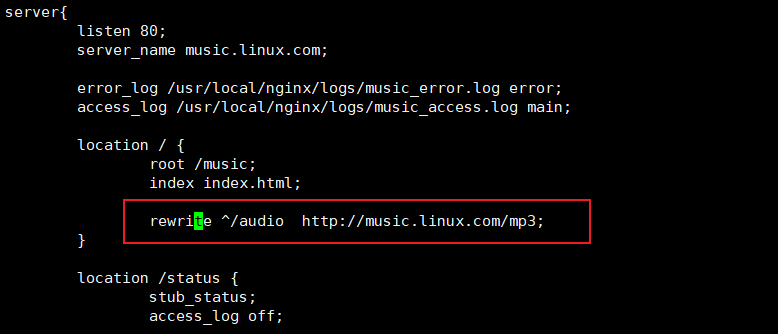 server{
listen 80;
server_name music.linux.com;
error_log /usr/local/nginx/logs/music_error.log error;
access_log /usr/local/nginx/logs/music_access.log main;
location / {
root /music;
index index.html;
rewrite ^/audio  http://music.linux.com/mp3;
}
location /status {
stub_status;
access_log off;